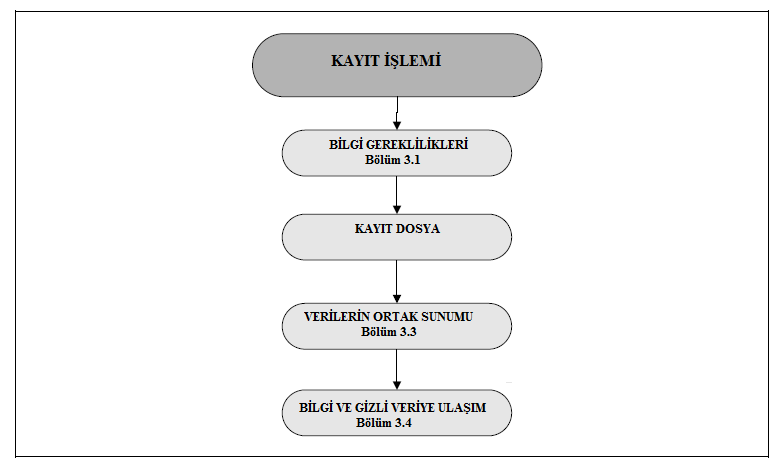 KAYIT İŞLEMİ
BİLGİ GEREKLİLİKLERİ
Bölüm 3.1
KAYIT DOSYA
VERİLERİN ORTAK SUNUMU
Bölüm 3.3
BİLGİ VE GİZLİ VERİYE ULAŞIM
Bölüm 3.4